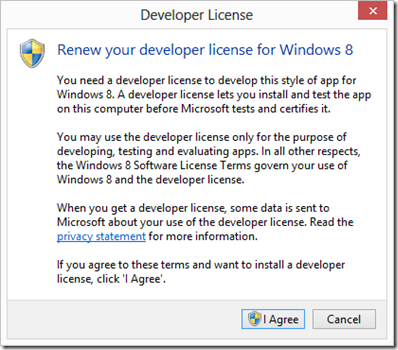 Developer License
Renew your developer license for Windows 8
You need a developer license to develop this style of app for
Windows 8. A developer license lets you install and test the app
on this computer before Microsoft tests and certifies it.
You may use the developer license only for the purpose of
developing, testing and evaluating apps. In all other respects,
the Windows 8 Software License Terms govern your use of
Windows 8 and the developer license.
When you get a developer license, some data is sent to
Microsoft about your use of the developer license. Read the
privacy statement for more information.
If you agree to these terms and want to install a developer
license, click 'I Agree'.
I Agree Cancel